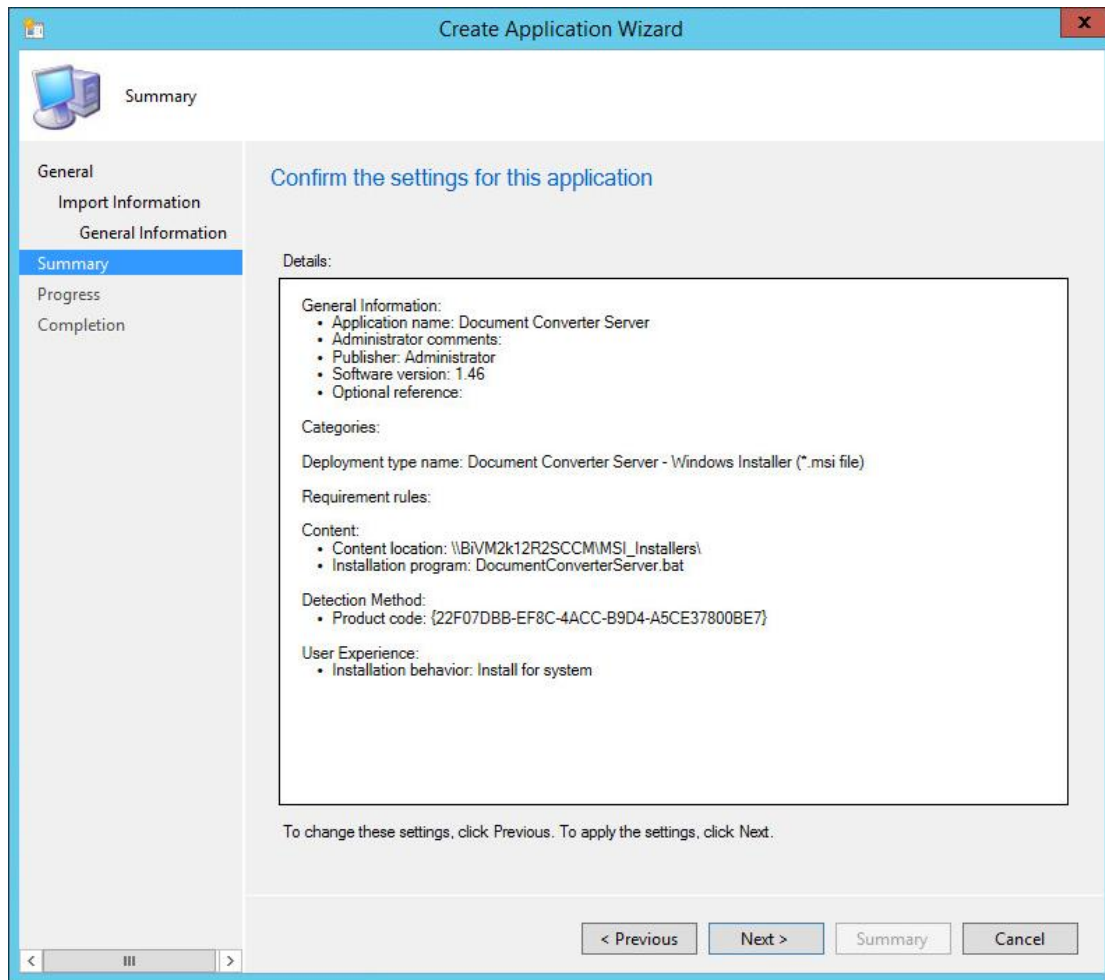 Create Application Wizard
x
Summary
General
Import Information
General Information
Summary
Progress
Completion
Confirm the settings for this application
Details:
General Information:
• Application name: Document Converter Server
• Administrator comments:
• Publisher: Administrator
• Software version: 1.46
• Optional reference:
Categories:
Deployment type name: Document Converter Server - Windows Installer (*.msi file)
Requirement rules:
Content:
• Content location: \\BiVM2k12R2SCCM\MSI_Installers\
• Installation program: DocumentConverterServer.bat
Detection Method:
• Product code: {22F07DBB-EF8C-4ACC-B9D4-A5CE37800BE7}
User Experience:
• Installation behavior: Install for system
To change these settings, click Previous. To apply the settings, click Next.
< Previous
Next >
Summary
Cancel